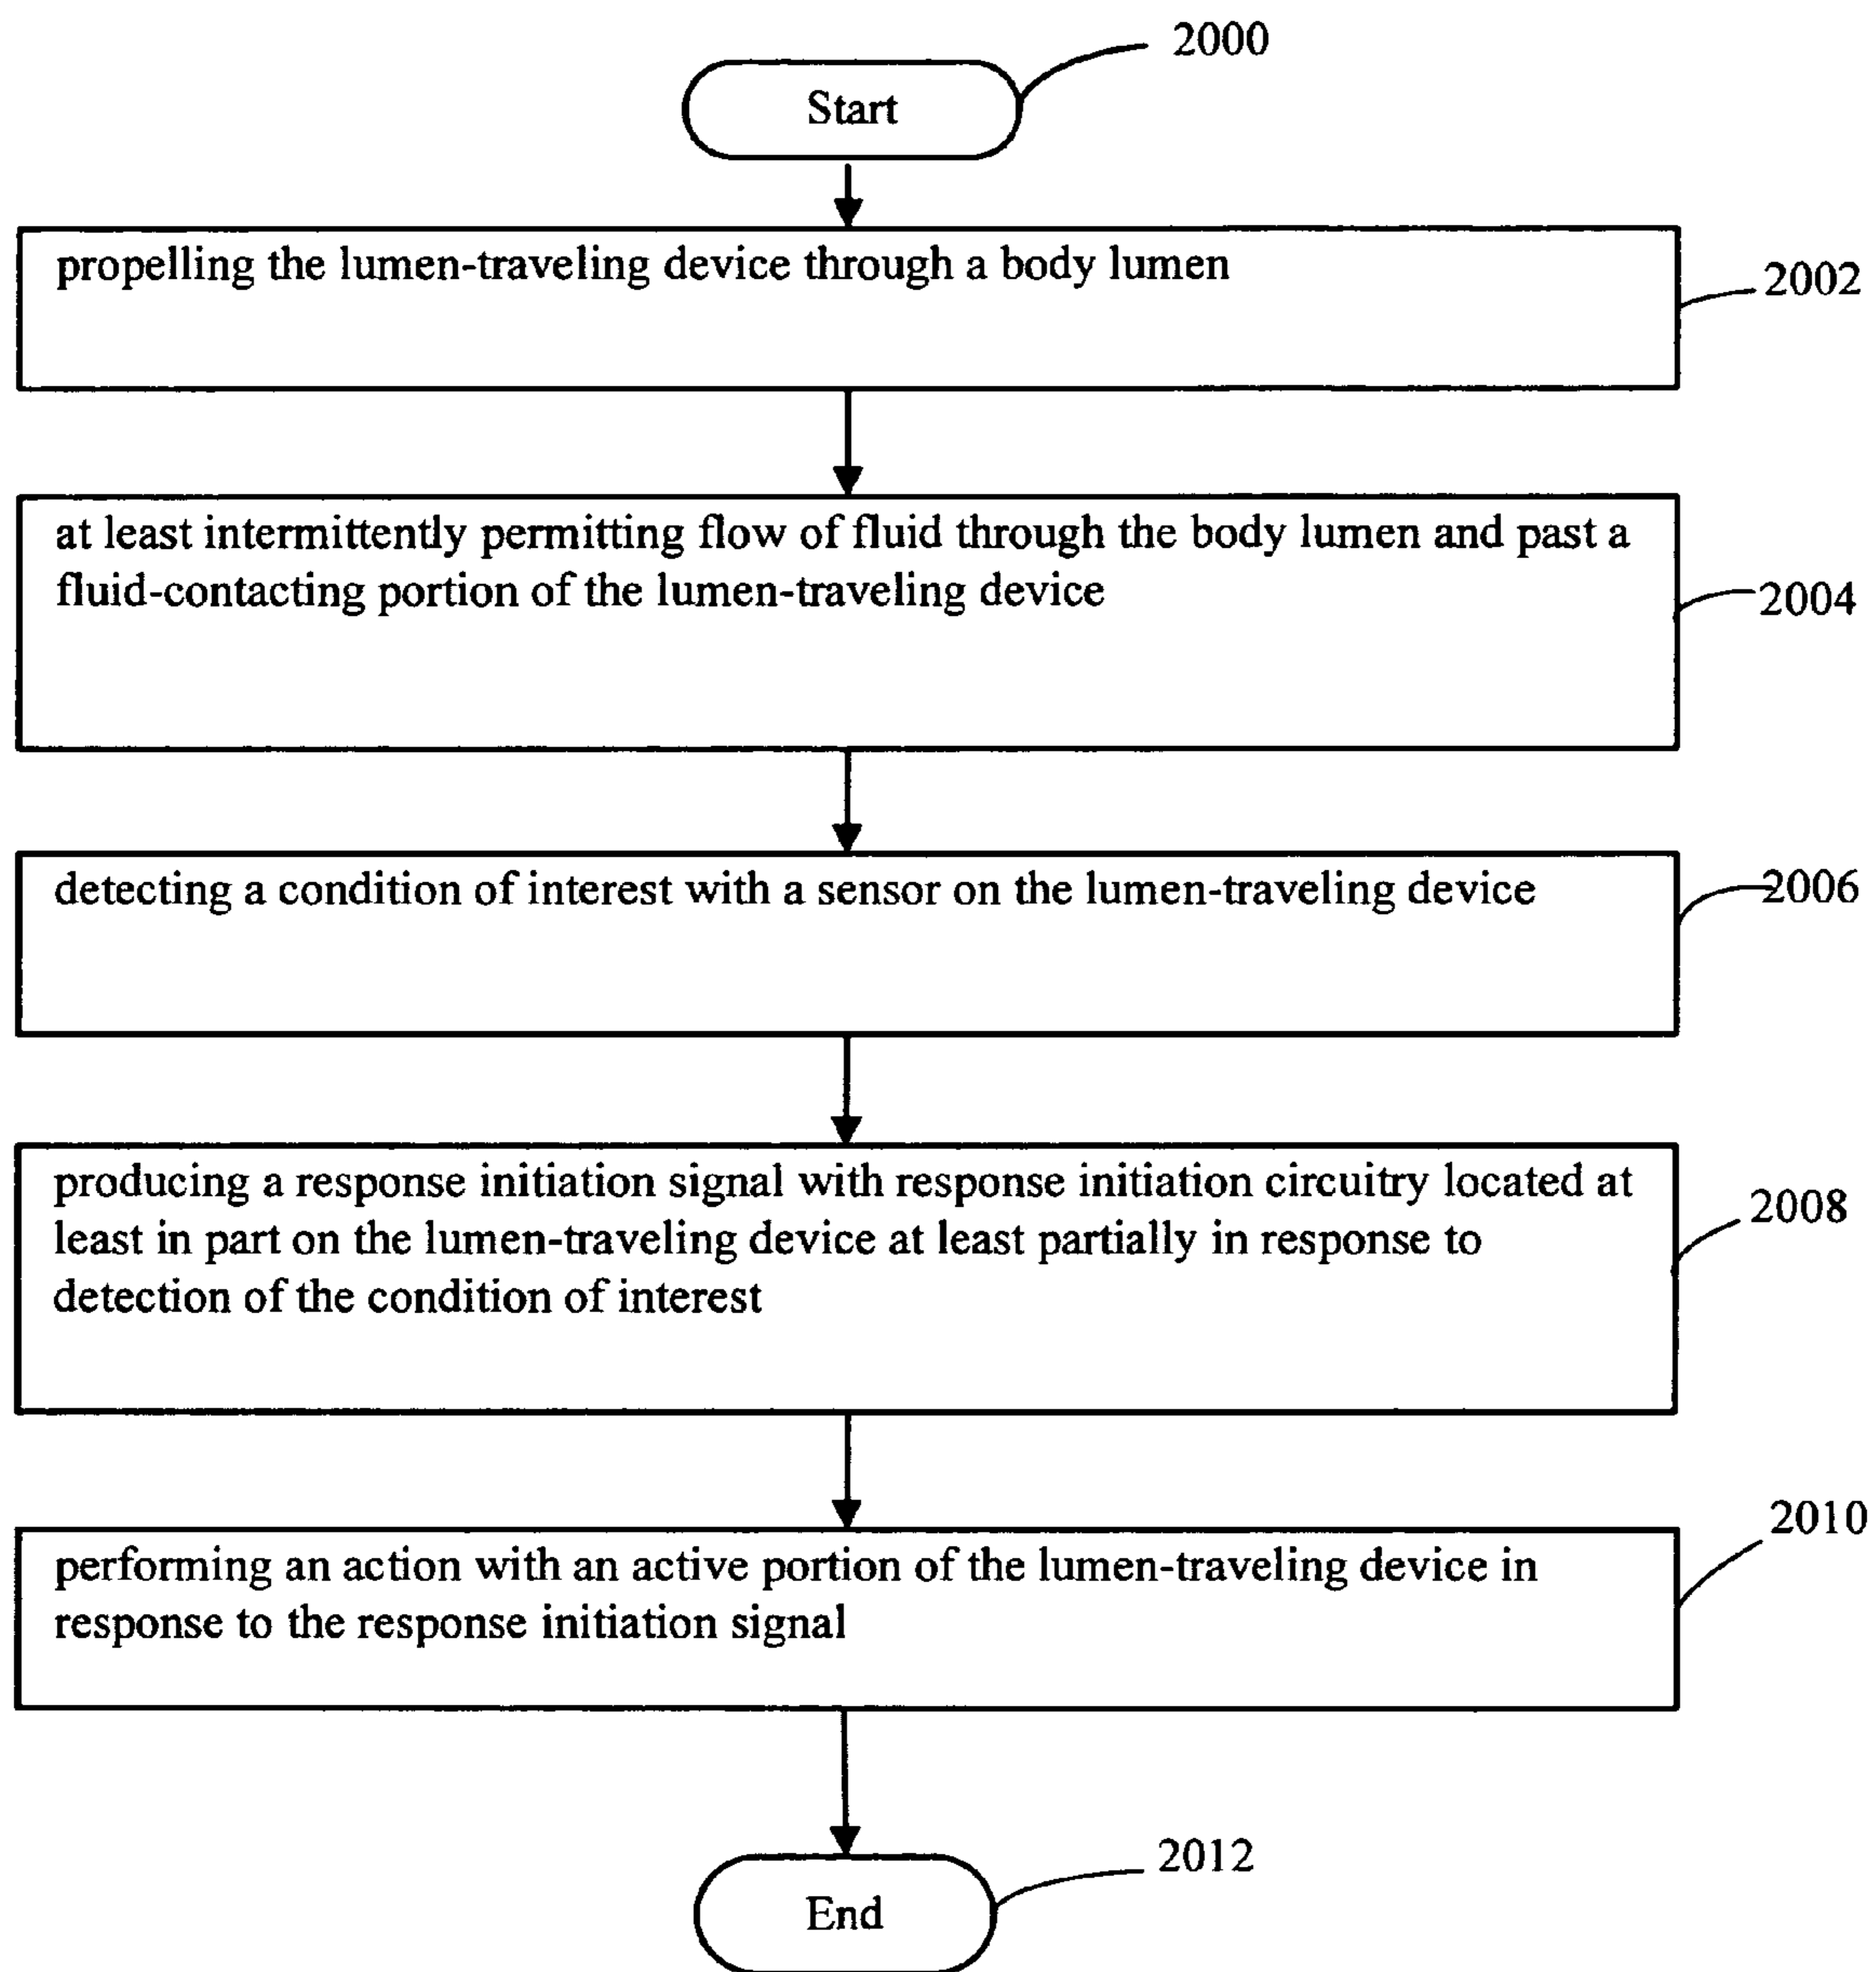 2000
Start
propelling the lumen-traveling device through a body lumen
2002
at least intermittently permitting flow of fluid through the body lumen and past a
fluid-contacting portion of the lumen-traveling device
2004
detecting a condition of interest with a sensor on the lumen-traveling device
2006
producing a response initiation signal with response initiation circuitry located at
least in part on the lumen-traveling device at least partially in response to
detection of the condition of interest
2008
performing an action with an active portion of the lumen-traveling device in
response to the response initiation signal
2010
2012
End